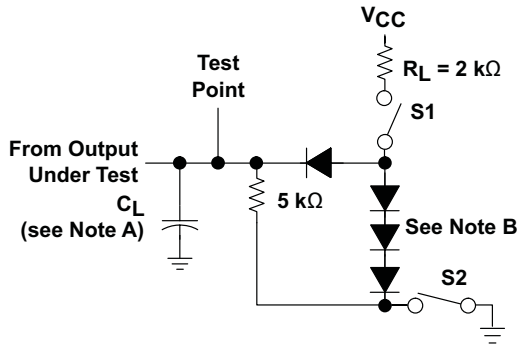 VCC
RL = 2 kΩ
Test
Point
S1
From Output
Under Test
CL
(see Note A)
5 kΩ
See Note B
S2